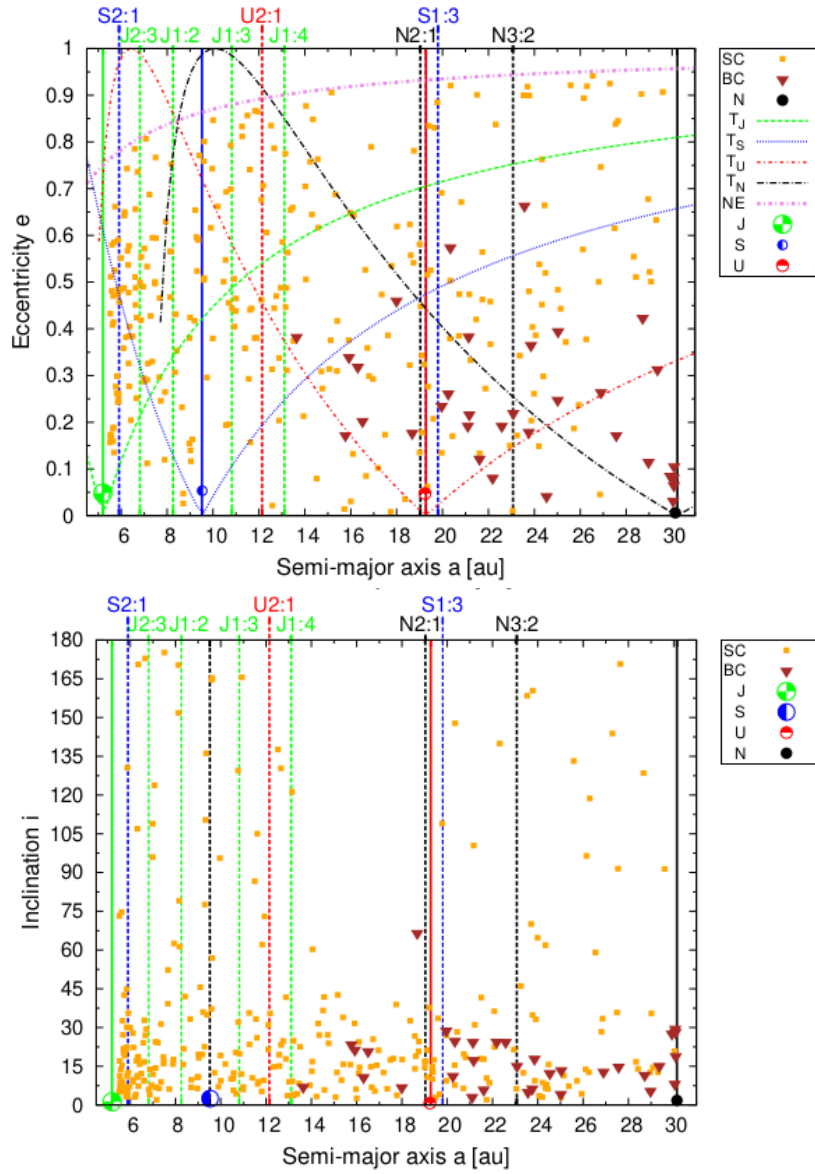 S2:1 U2:1 S1:3
J2:3 J1:2 J1:3 J1:4 N2:1 N3:2
1
0.9
0.8
0.7
0.6
0.5
0.4
0.3
0.2
0.1
0
Eccentricity e
6 8 10 12 14 16 18 20 22 24 26 28 30
Semi-major axis a [au]
SC
BC
N
T_J
T_S
T_U
T_N
NE
J
S
U
S2:1 U2:1 S1:3
J2:3 J1:2 J1:3 J1:4 N2:1 N3:2
180
165
150
135
120
105
90
75
60
45
30
15
0
Inclination i
6 8 10 12 14 16 18 20 22 24 26 28 30
Semi-major axis a [au]
SC
BC
J
S
U
N